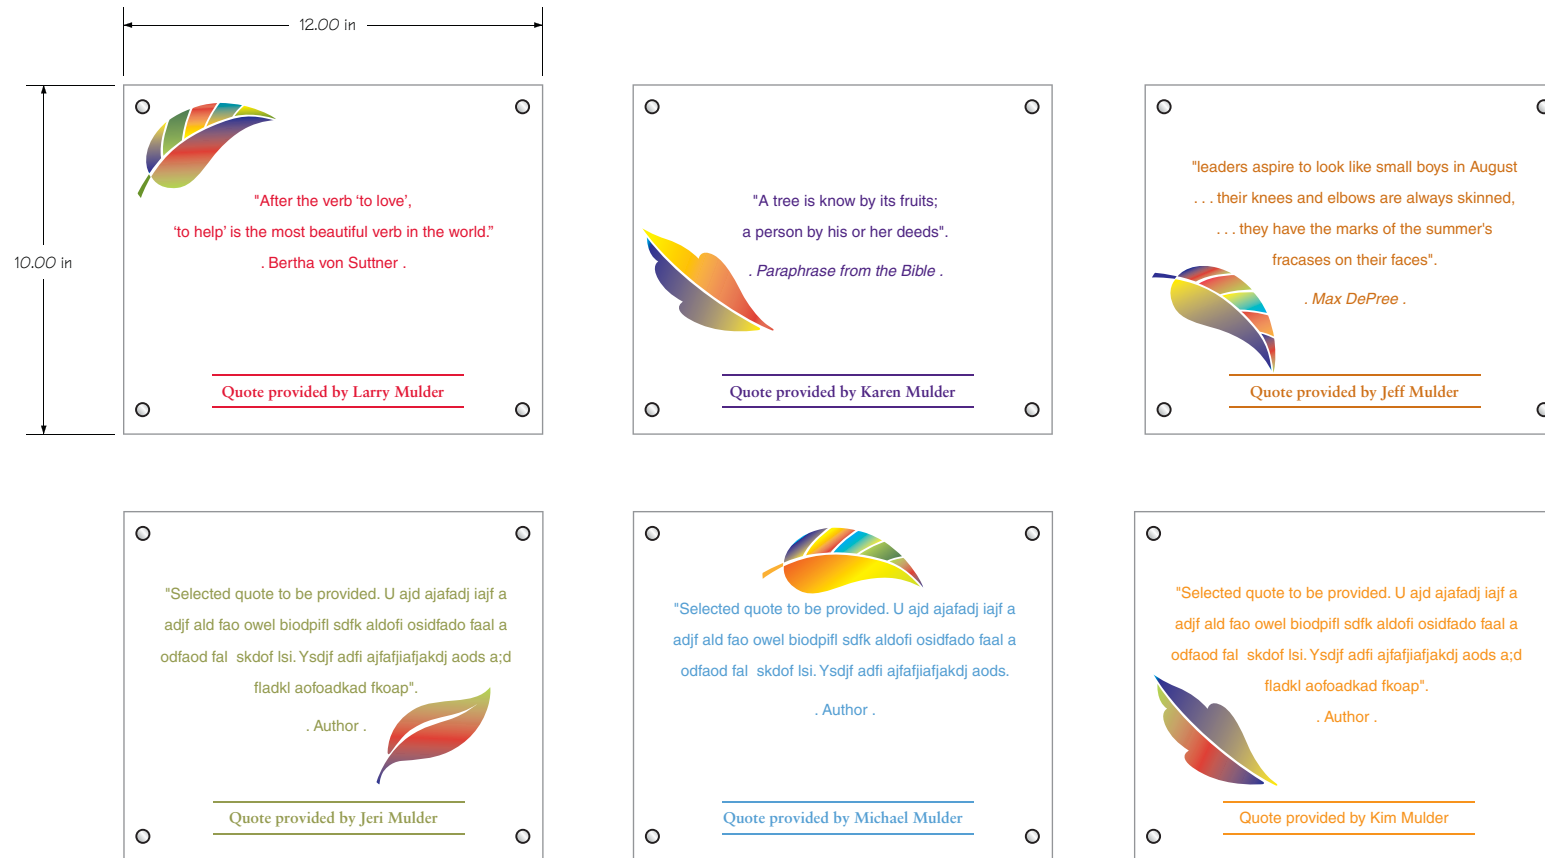 12.00 in
10.00 in
"After the verb ‘to love’,
‘to help’ is the most beautiful verb in the world.”
. Bertha von Suttner .
Quote provided by Larry Mulder
"A tree is know by its fruits;
a person by his or her deeds".
. Paraphrase from the Bible .
Quote provided by Karen Mulder
"leaders aspire to look like small boys in August
. . . their knees and elbows are always skinned,
. . . they have the marks of the summer's
fracases on their faces".
. Max DePree .
Quote provided by Jeff Mulder
"Selected quote to be provided. U ajd ajafadj iajf a
adjf ald fao owel biodpifl sdfk aldofi osidfado faal a
odfaod fal  skdof lsi. Ysdjf adfi ajfafjiafjakdj aods a;d
fladkl aofoadkad fkoap".
. Author .
Quote provided by Jeri Mulder
"Selected quote to be provided. U ajd ajafadj iajf a
adjf ald fao owel biodpifl sdfk aldofi osidfado faal a
odfaod fal  skdof lsi. Ysdjf adfi ajfafjiafjakdj aods.
. Author .
Quote provided by Michael Mulder
"Selected quote to be provided. U ajd ajafadj iajf a
adjf ald fao owel biodpifl sdfk aldofi osidfado faal a
odfaod fal  skdof lsi. Ysdjf adfi ajfafjiafjakdj aods a;d
fladkl aofoadkad fkoap".
. Author .
Quote provided by Kim Mulder